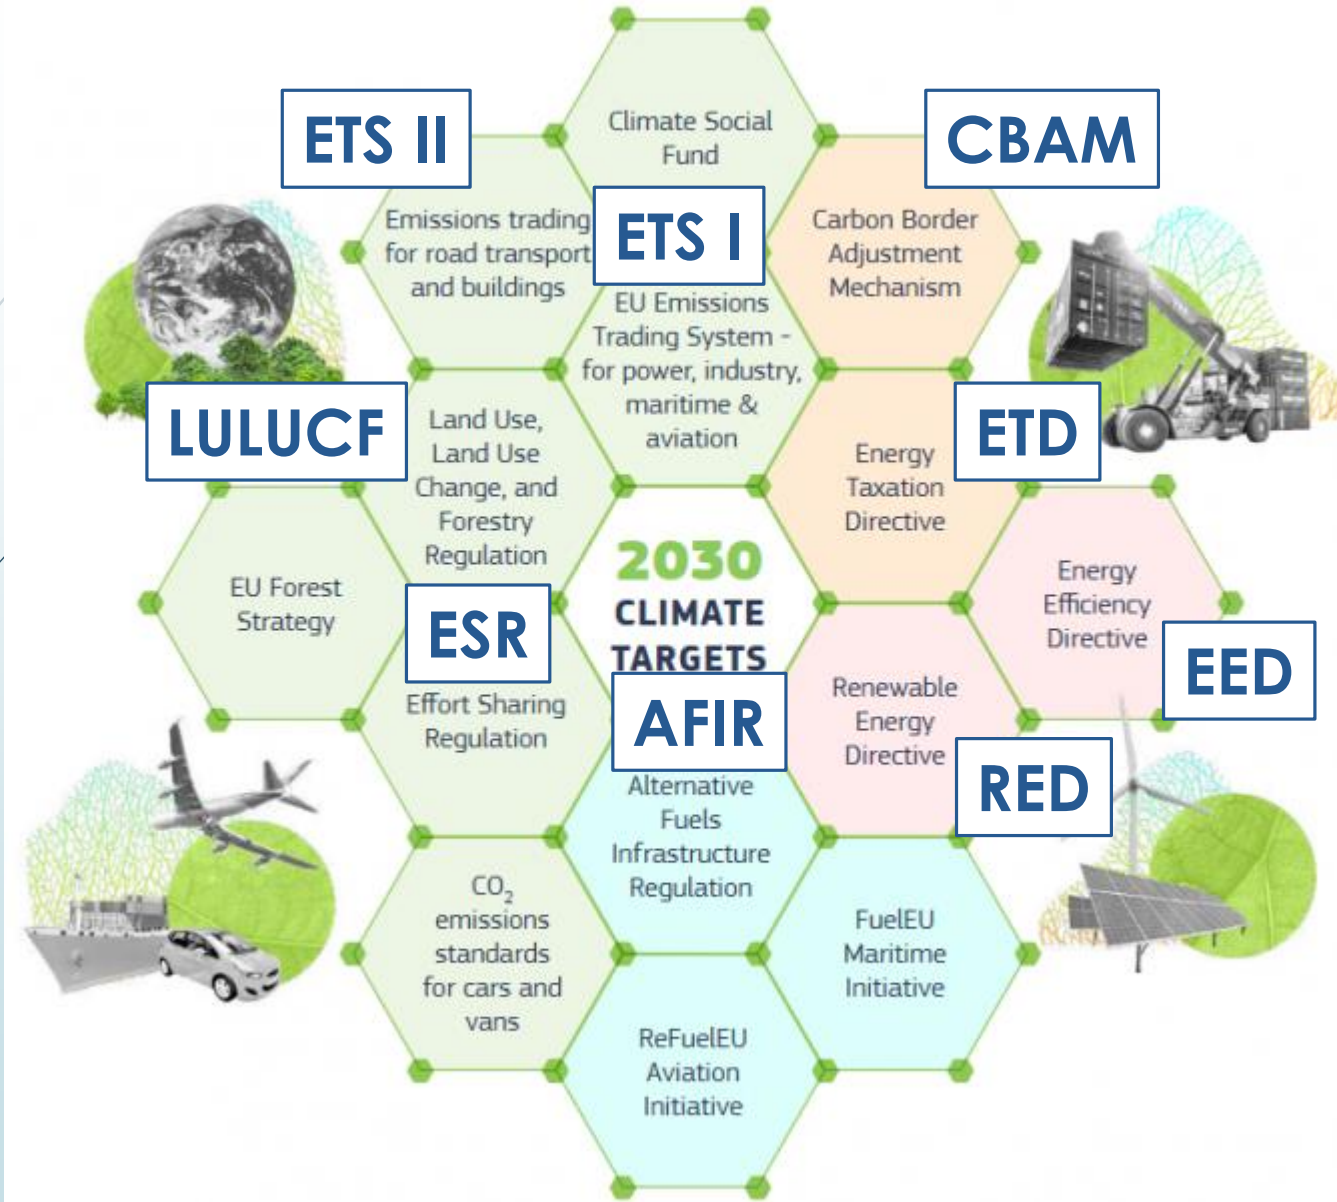 ETS II
CBAM
Climate Social
Fund
Emissions trading
for road transport
and buildings
ETS I
EU Emissions
Trading System -
for power, industry,
maritime &
aviation
Carbon Border
Adjustment
Mechanism
LULUCF
Land Use,
Land Use
Change, and
Forestry
Regulation
ETD
Energy
Taxation
Directive
EU Forest
Strategy
2030
CLIMATE
TARGETS
Energy
Efficiency
Directive
EED
ESR
Effort Sharing
Regulation
AFIR
Alternative
Fuels
Infrastructure
Regulation
Renewable
Energy
Directive
RED
CO₂
emissions
standards
for cars and
vans
FuelEU
Maritime
Initiative
ReFuelEU
Aviation
Initiative